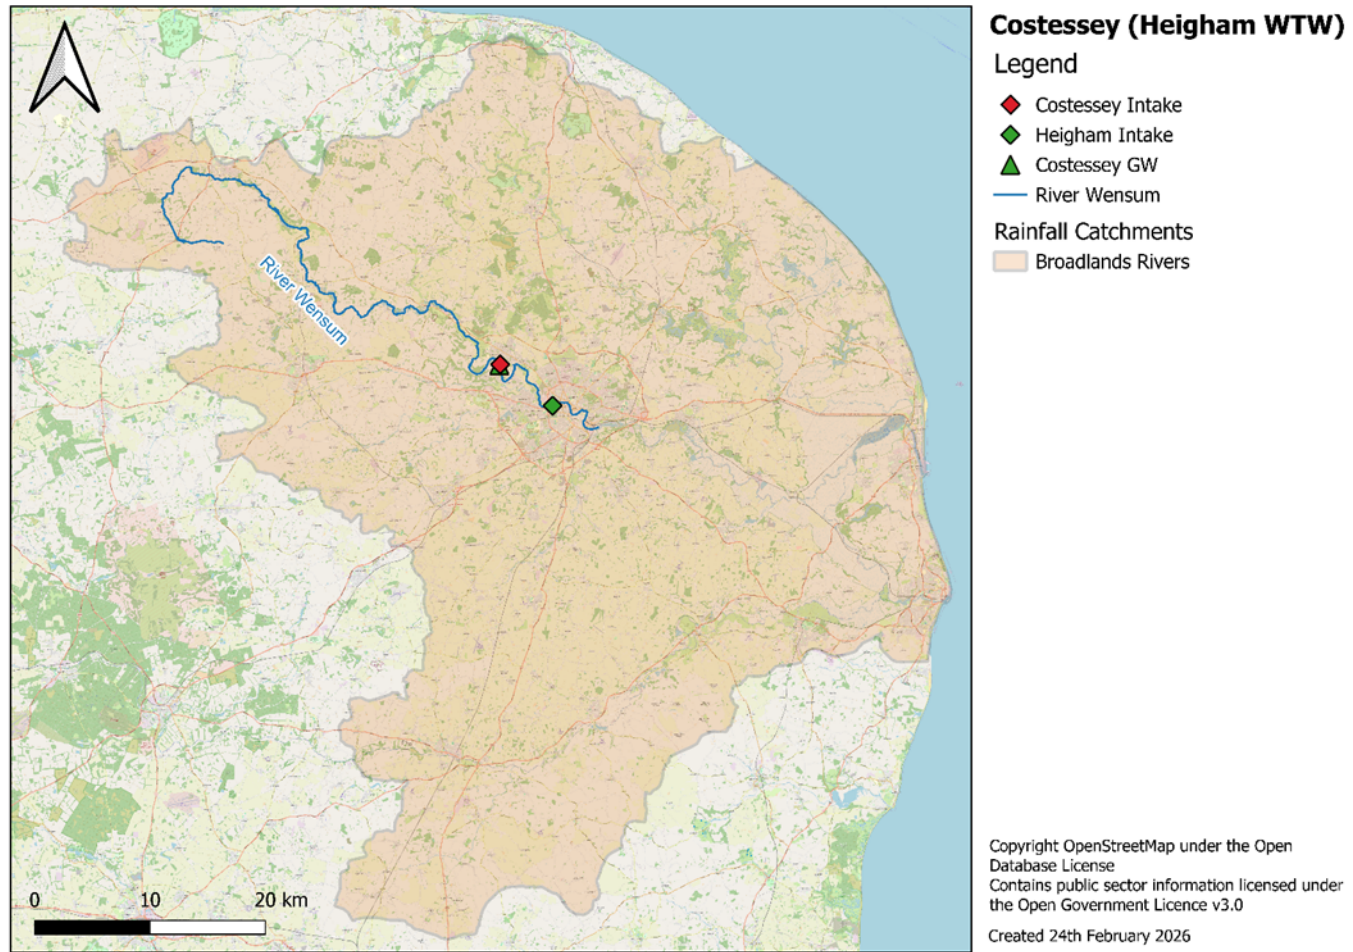 Costessey (Heigham WTW)
Legend
Costessey Intake
Heigham Intake
Costessey GW
River Wensum
Rainfall Catchments
Broadlands Rivers
River Wensum
0 10 20 km
Copyright OpenStreetMap under the Open
Database License
Contains public sector information licensed under
the Open Government Licence v3.0
Created 24th February 2026